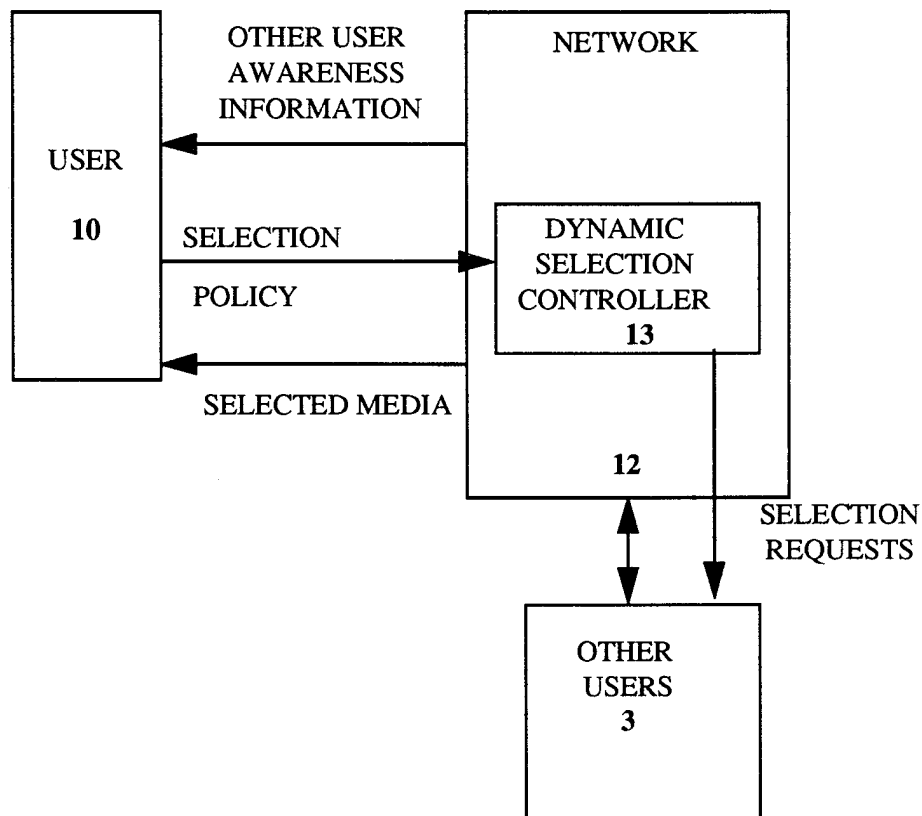 OTHER USER
AWARENESS
INFORMATION
NETWORK
USER
10
SELECTION
POLICY
DYNAMIC
SELECTION
CONTROLLER
13
SELECTED MEDIA
12
SELECTION
REQUESTS
OTHER
USERS
3